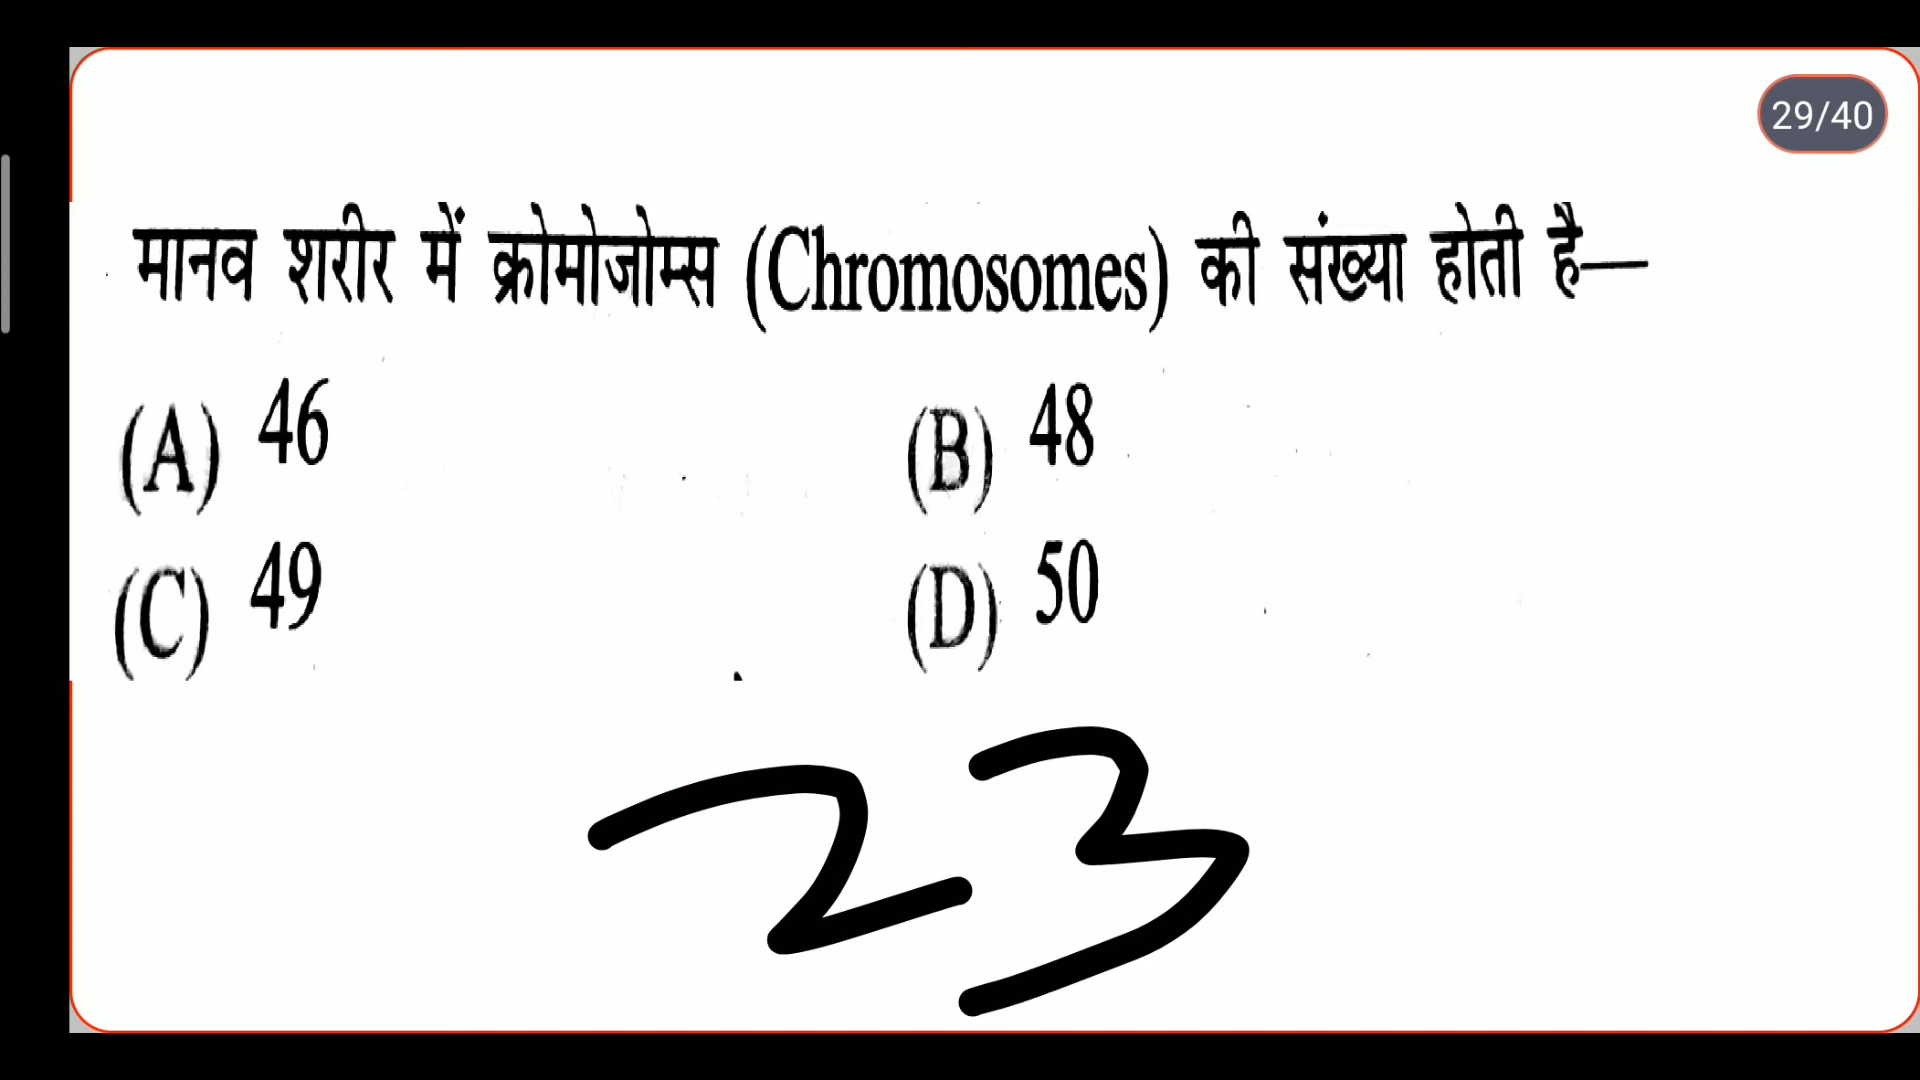 29/40
मानव शरीर में क्रोमोजोम्स (Chromosomes) की संख्या होती है—
(A) 46 (B) 48
(C) 49 (D) 50
23